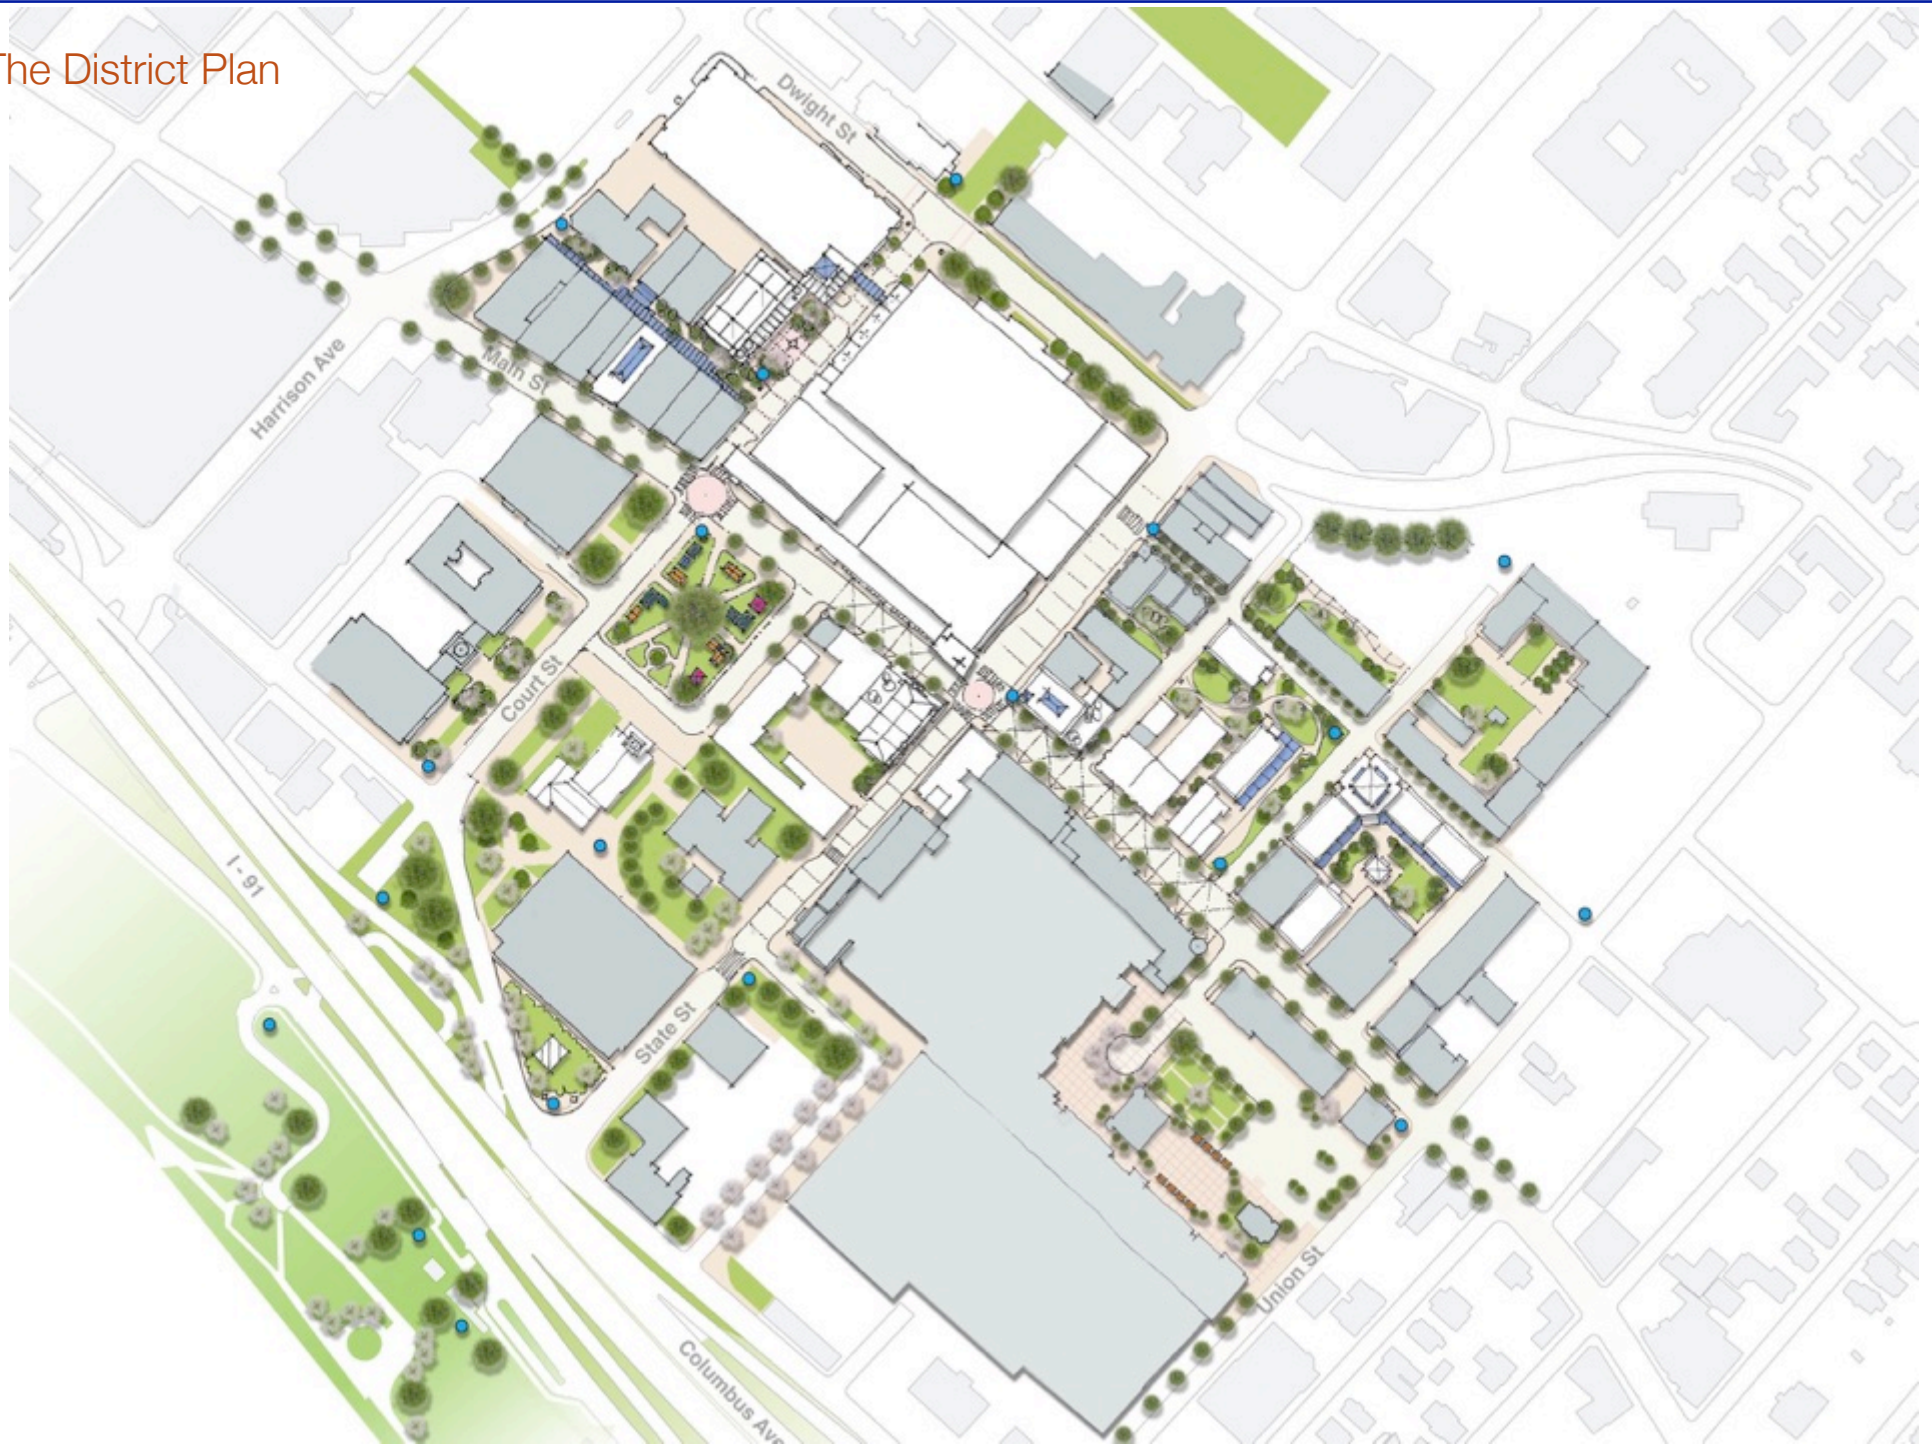 The District Plan
Dwight St
Harrison Ave
Main St
Court St
I - 91
State St
Union St
Columbus Ave